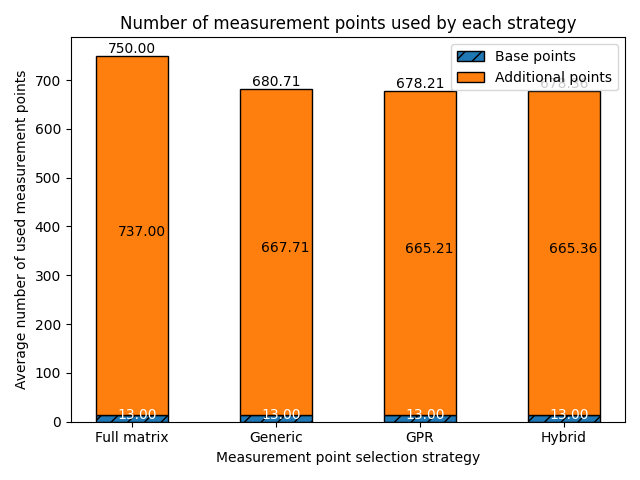 Number of measurement points used by each strategy
Average number of used measurement points
700
600
500
400
300
200
100
0
750.00
680.71
678.21
678.36
Base points
Additional points
737.00
667.71
665.21
665.36
13.00
13.00
13.00
13.00
Full matrix
Generic
GPR
Hybrid
Measurement point selection strategy